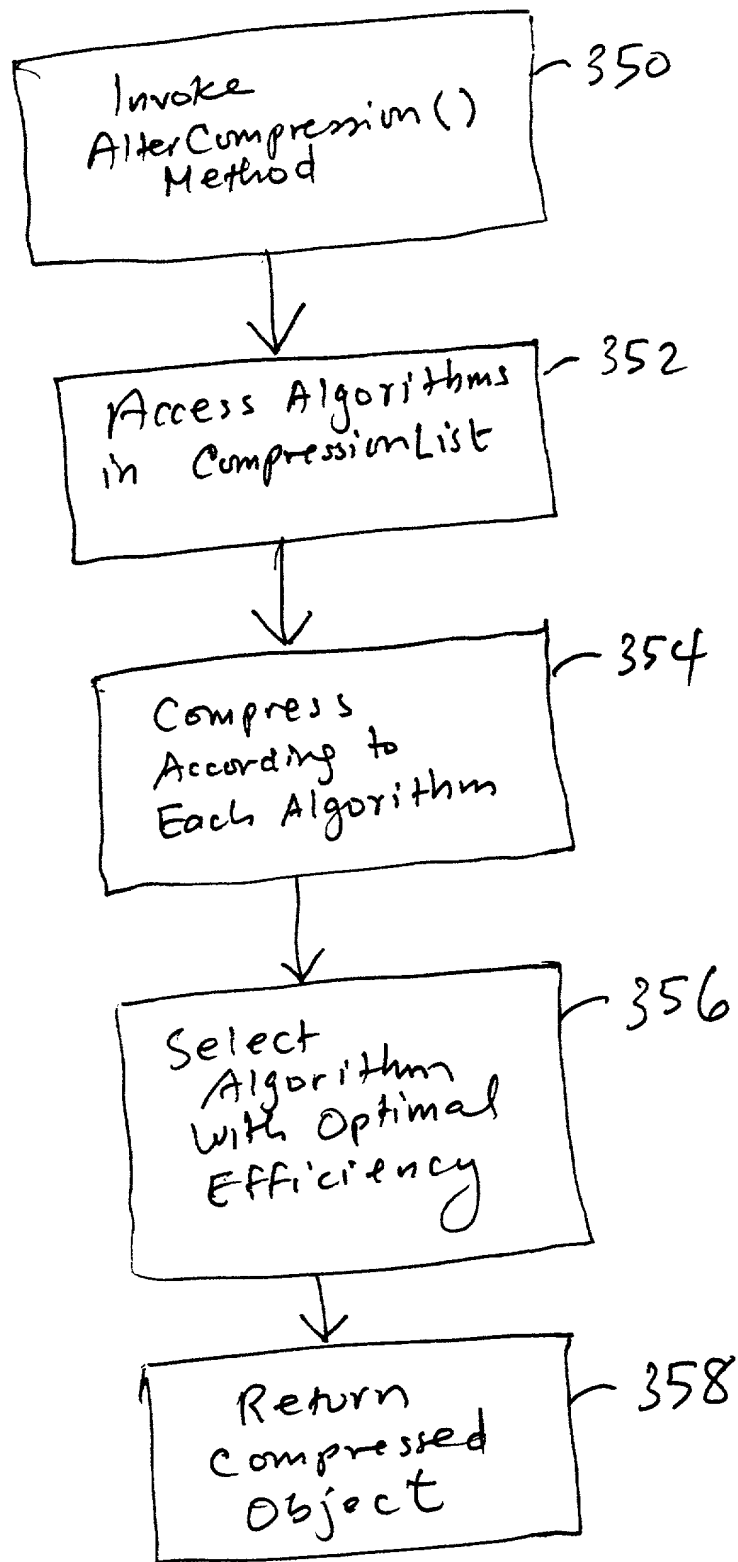 Invoke
350
AlterCompression()
Method
Access Algorithms
352
in CompressionList
Compress
354
According to
Each Algorithm
Select
356
Algorithm
with Optimal
Efficiency
Return
358
Compressed
Object